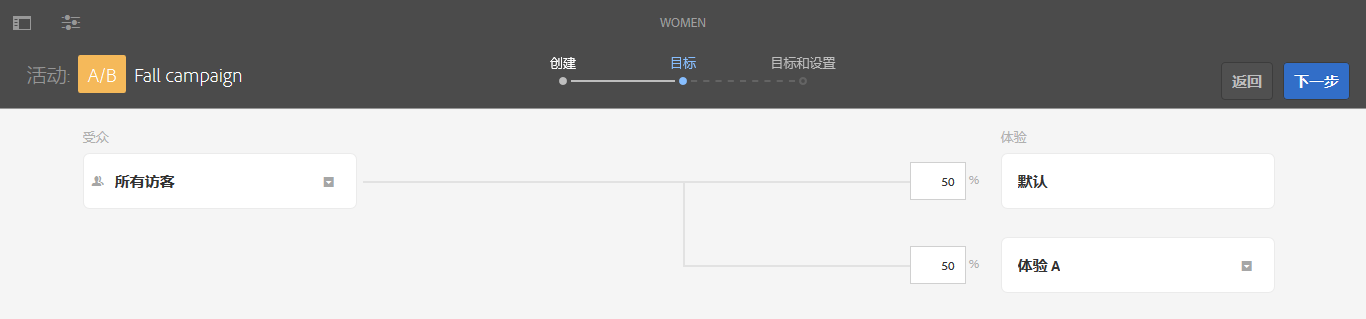 WOMEN
活动: A/B Fall campaign
创建 目标 目标和设置
返回 下一步
受众 体验
所有访客 50 % 默认
50 % 体验 A